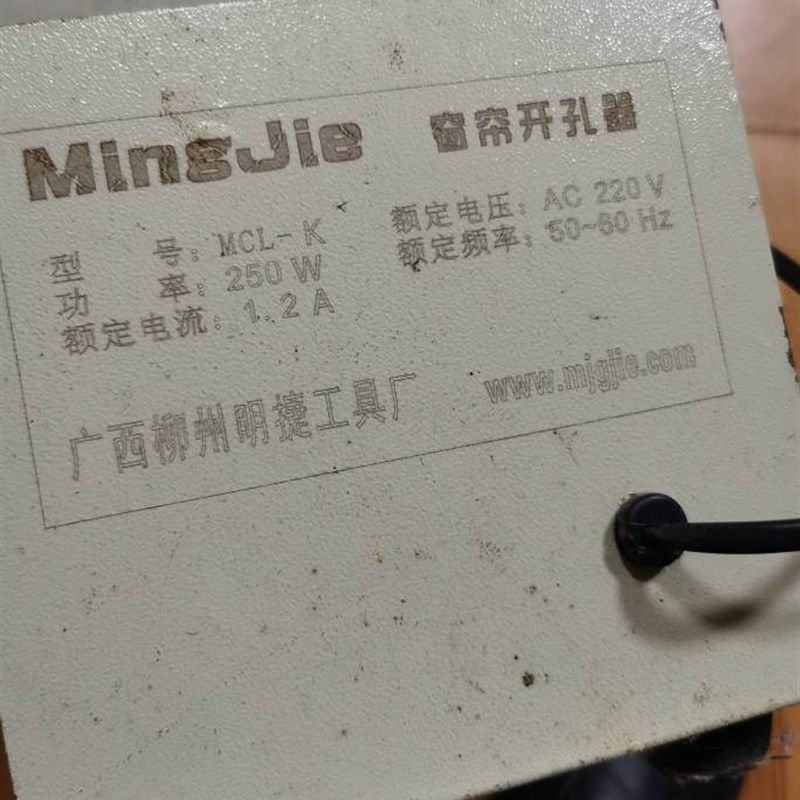 MingJie 窗帘开孔器
型 号: MCL-K 额定电压: AC 220 V
功 率: 250 W 额定频率: 50~60 Hz
额定电流: 1.2 A
广西柳州明捷工具厂 www.mjgjie.com